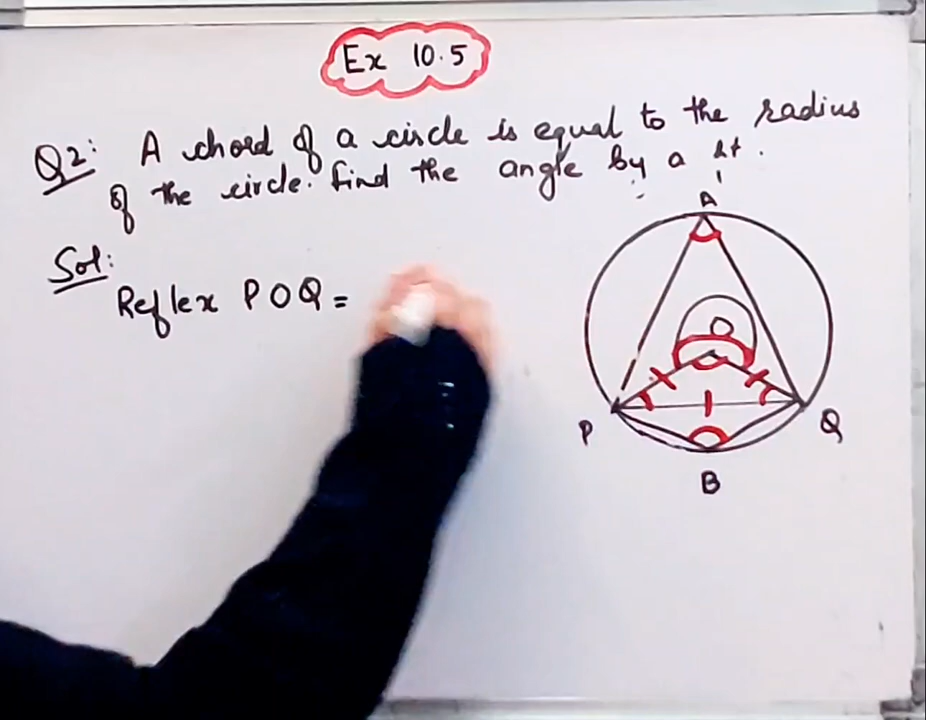 Ex 10.5
Q2: A chord of a circle is equal to the radius
of the circle. find the angle by a
Sol:
Reflex POQ =
A
O
P
Q
B